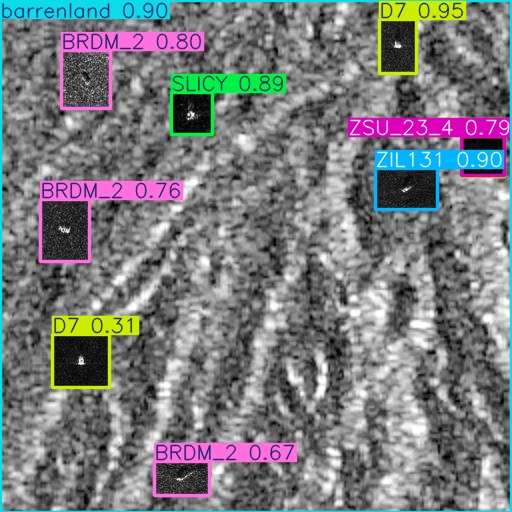 barrenland 0.90
D7 0.95
BRDM_2 0.80
SLICY 0.89
ZSU_23_4 0.79
ZIL131 0.90
BRDM_2 0.76
D7 0.31
BRDM_2 0.67